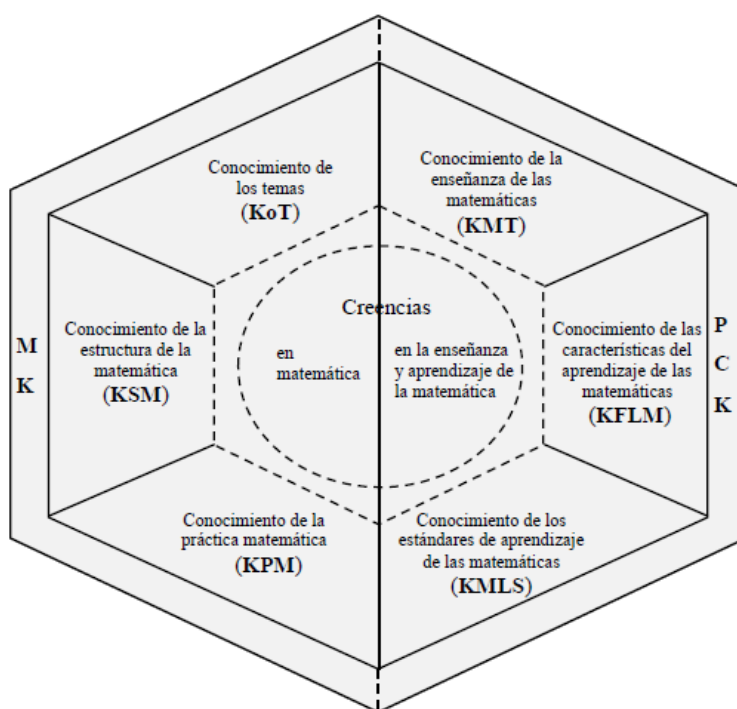 Conocimiento de
los temas
(KoT)
Conocimiento de la
enseñanza de las
matemáticas
(KMT)
Creencias
en
matemática
en la enseñanza
y aprendizaje de
la matemática
M
K
Conocimiento de la
estructura de la
matemática
(KSM)
Conocimiento de las
características del
aprendizaje de las
matemáticas
(KFLM)
P
C
K
Conocimiento de la
práctica matemática
(KPM)
Conocimiento de los
estándares de aprendizaje
de las matemáticas
(KMLS)